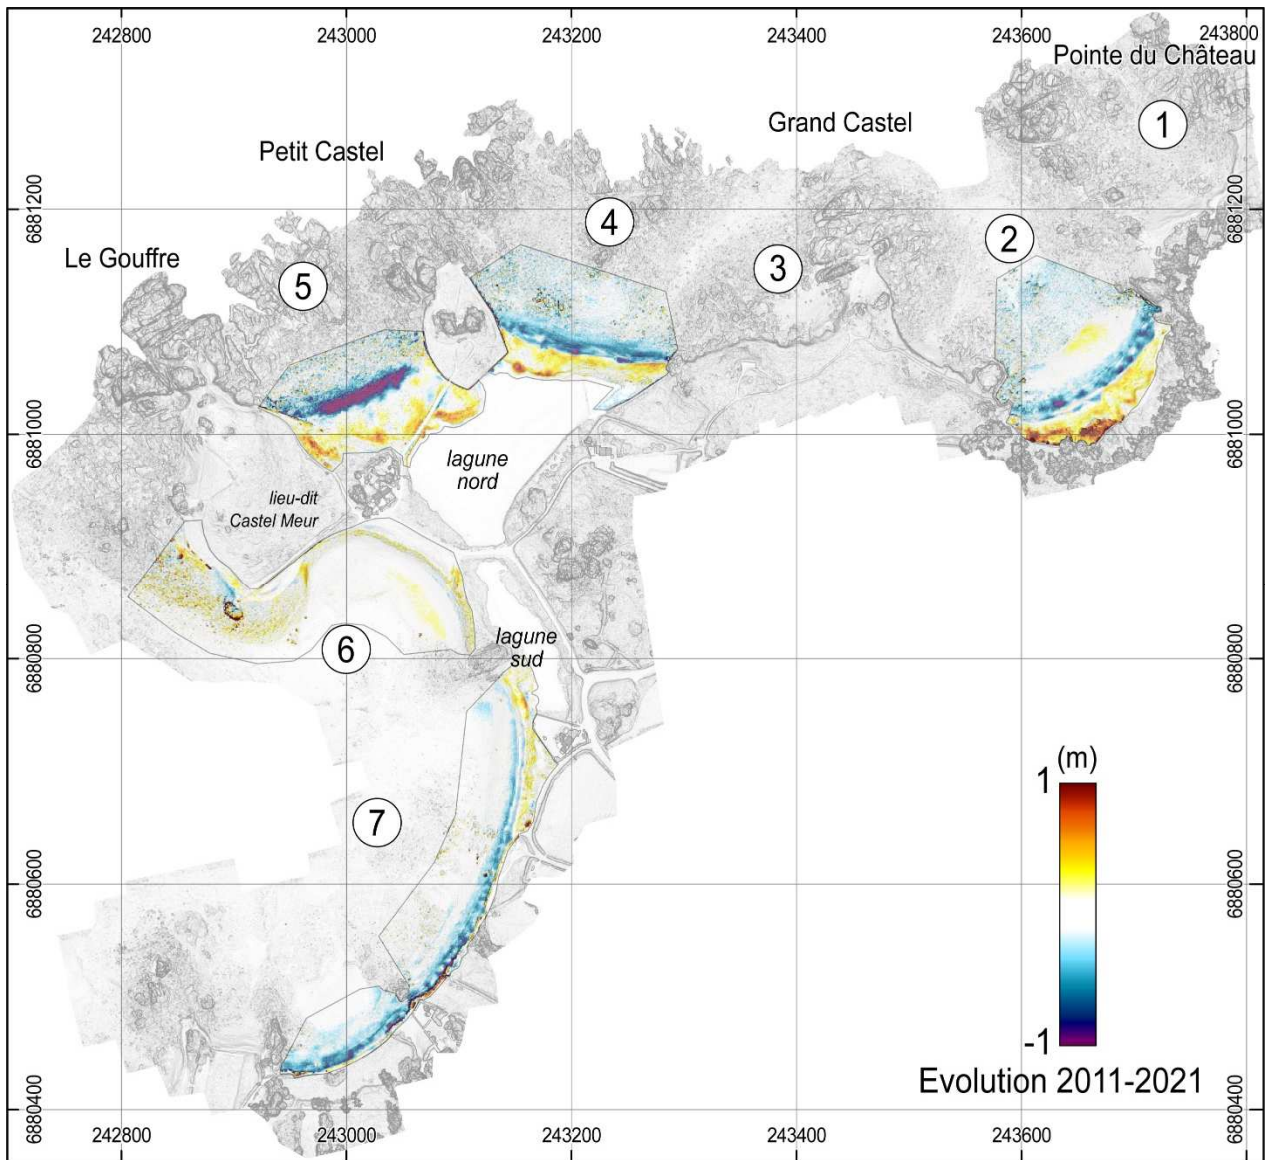 242800
243000
243200
243400
243600
243800
Pointe du Château
1
Grand Castel
Petit Castel
6881200
6881200
4
2
Le Gouffre
3
5
6881000
6881000
lagune
nord
lieu-dit
Castel Meur
6
lagune
sud
6880800
6880800
(m)
1
7
6880600
6880600
-1
Evolution 2011-2021
6880400
6880400
242800
243000
243200
243400
243600